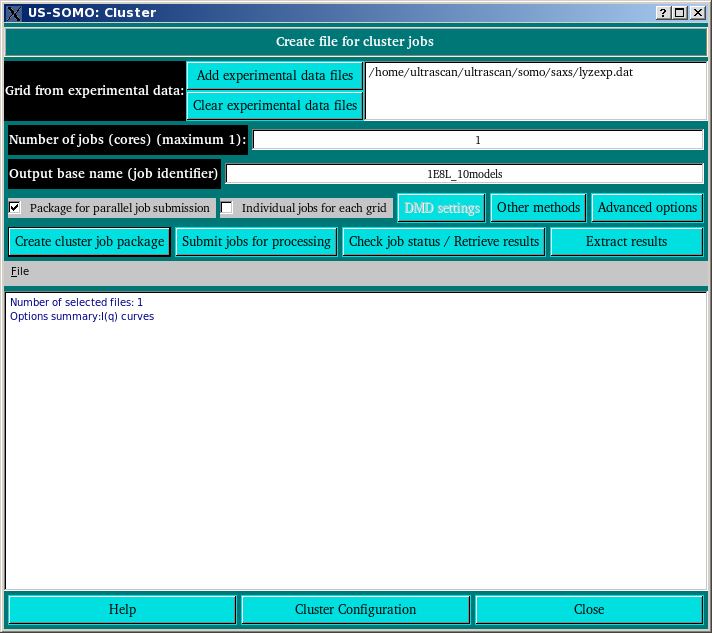 US-SOMO: Cluster
Create file for cluster jobs
Grid from experimental data:
Add experimental data files
Clear experimental data files
/home/ultrascan/ultrascan/somo/saxs/lyzexp.dat
Number of jobs (cores) (maximum 1):
1
Output base name (job identifier)
1E8L_10models
Package for parallel job submission
Individual jobs for each grid
DMD settings
Other methods
Advanced options
Create cluster job package
Submit jobs for processing
Check job status / Retrieve results
Extract results
File
Number of selected files: 1
Options summary:I(q) curves
Help
Cluster Configuration
Close